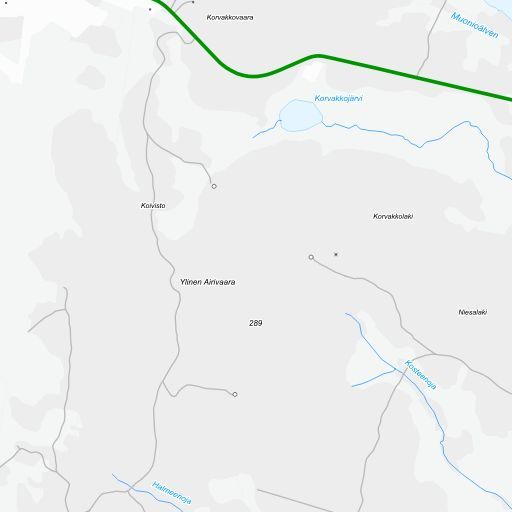 Korvakkovaara
Muonioälven
Korvakkojärvi
Koivisto
Korvakkolaki
Ylinen Airivaara
Niesalaki
289
Kosteenoja
Halmeenoja